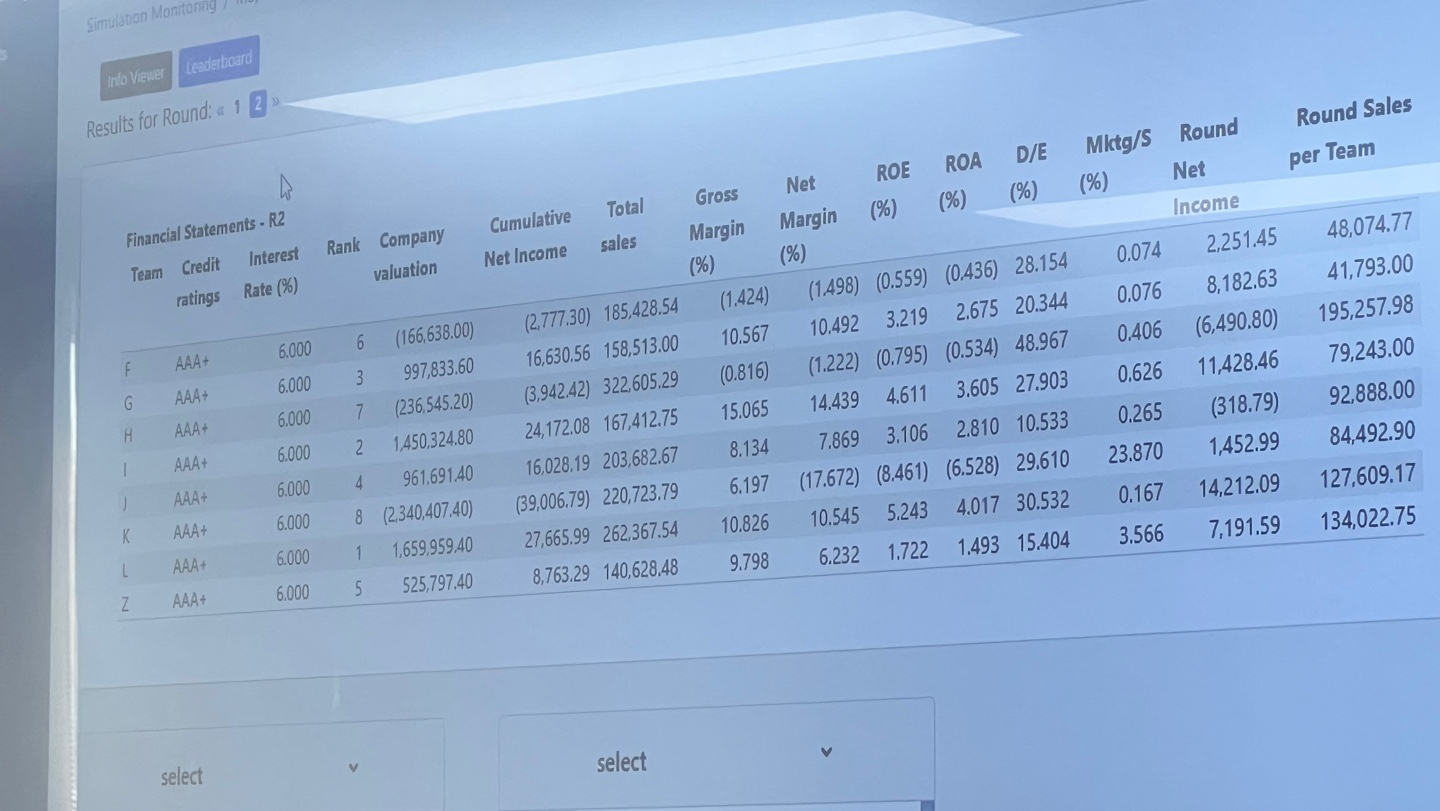 Simulation Monitoring /
Info Viewer Leaderboard
Results for Round: « 1 2 »
Financial Statements - R2
Team Credit ratings Interest Rate (%) Rank Company valuation Cumulative Net Income Total sales Gross Margin (%) Net Margin (%) ROE (%) ROA (%) D/E (%) Mktg/S (%) Round Net Income Round Sales per Team
F AAA+ 6.000 6 (166,638.00) (2,777.30) 185,428.54 (1.424) (1.498) (0.559) (0.436) 28.154 0.074 2,251.45 48,074.77
G AAA+ 6.000 3 997,833.60 16,630.56 158,513.00 10.567 10.492 3.219 2.675 20.344 0.076 8,182.63 41,793.00
H AAA+ 6.000 7 (236,545.20) (3,942.42) 322,605.29 (0.816) (1.222) (0.795) (0.534) 48.967 0.406 (6,490.80) 195,257.98
I AAA+ 6.000 2 1,450,324.80 24,172.08 167,412.75 15.065 14.439 4.611 3.605 27.903 0.626 11,428.46 79,243.00
J AAA+ 6.000 4 961,691.40 16,028.19 203,682.67 8.134 7.869 3.106 2.810 10.533 0.265 (318.79) 92,888.00
K AAA+ 6.000 8 (2,340,407.40) (39,006.79) 220,723.79 6.197 (17.672) (8.461) (6.528) 29.610 23.870 1,452.99 84,492.90
L AAA+ 6.000 1 1,659,959.40 27,665.99 262,367.54 10.826 10.545 5.243 4.017 30.532 0.167 14,212.09 127,609.17
Z AAA+ 6.000 5 525,797.40 8,763.29 140,628.48 9.798 6.232 1.722 1.493 15.404 3.566 7,191.59 134,022.75
select select